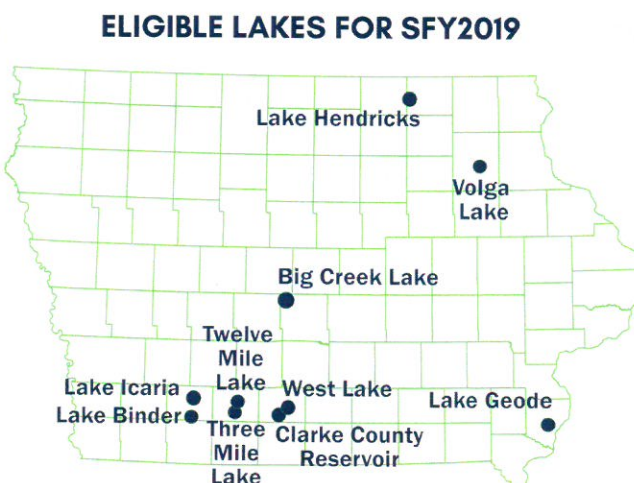 ELIGIBLE LAKES FOR SFY2019
Lake Hendricks
Volga
Lake
Big Creek Lake
Twelve
Mile
Lake
Lake Icaria
West Lake
Lake Geode
Lake Binder
Three
Mile
Lake
Clarke County
Reservoir